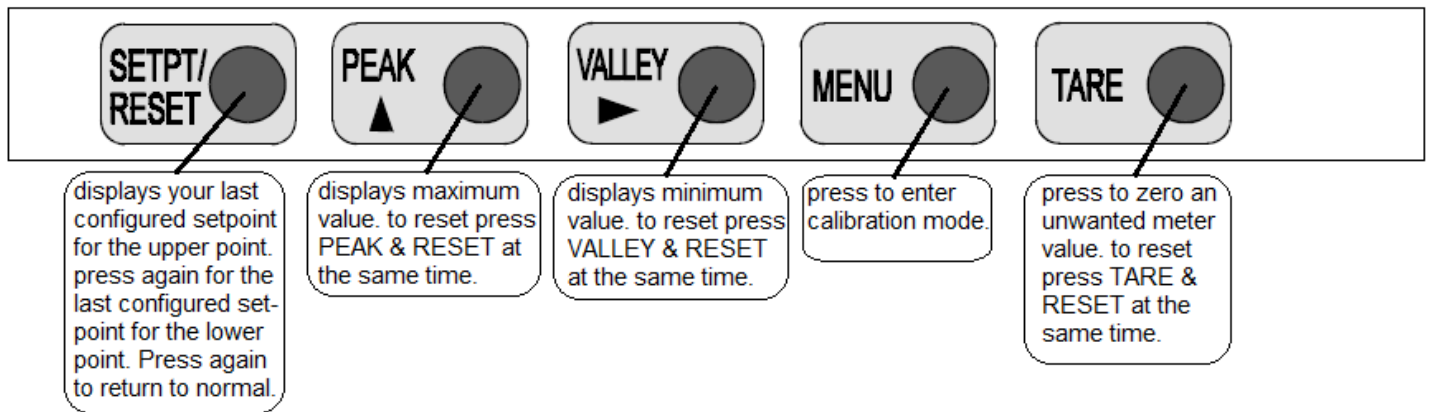 SETPT/
RESET
PEAK
VALLEY
MENU
TARE
displays your last
configured setpoint
for the upper point.
press again for the
last configured set-
point for the lower
point. Press again
to return to normal.
displays maximum
value. to reset press
PEAK & RESET at
the same time.
displays minimum
value. to reset press
VALLEY & RESET
at the same time.
press to enter
calibration mode.
press to zero an
unwanted meter
value. to reset
press TARE &
RESET at the
same time.